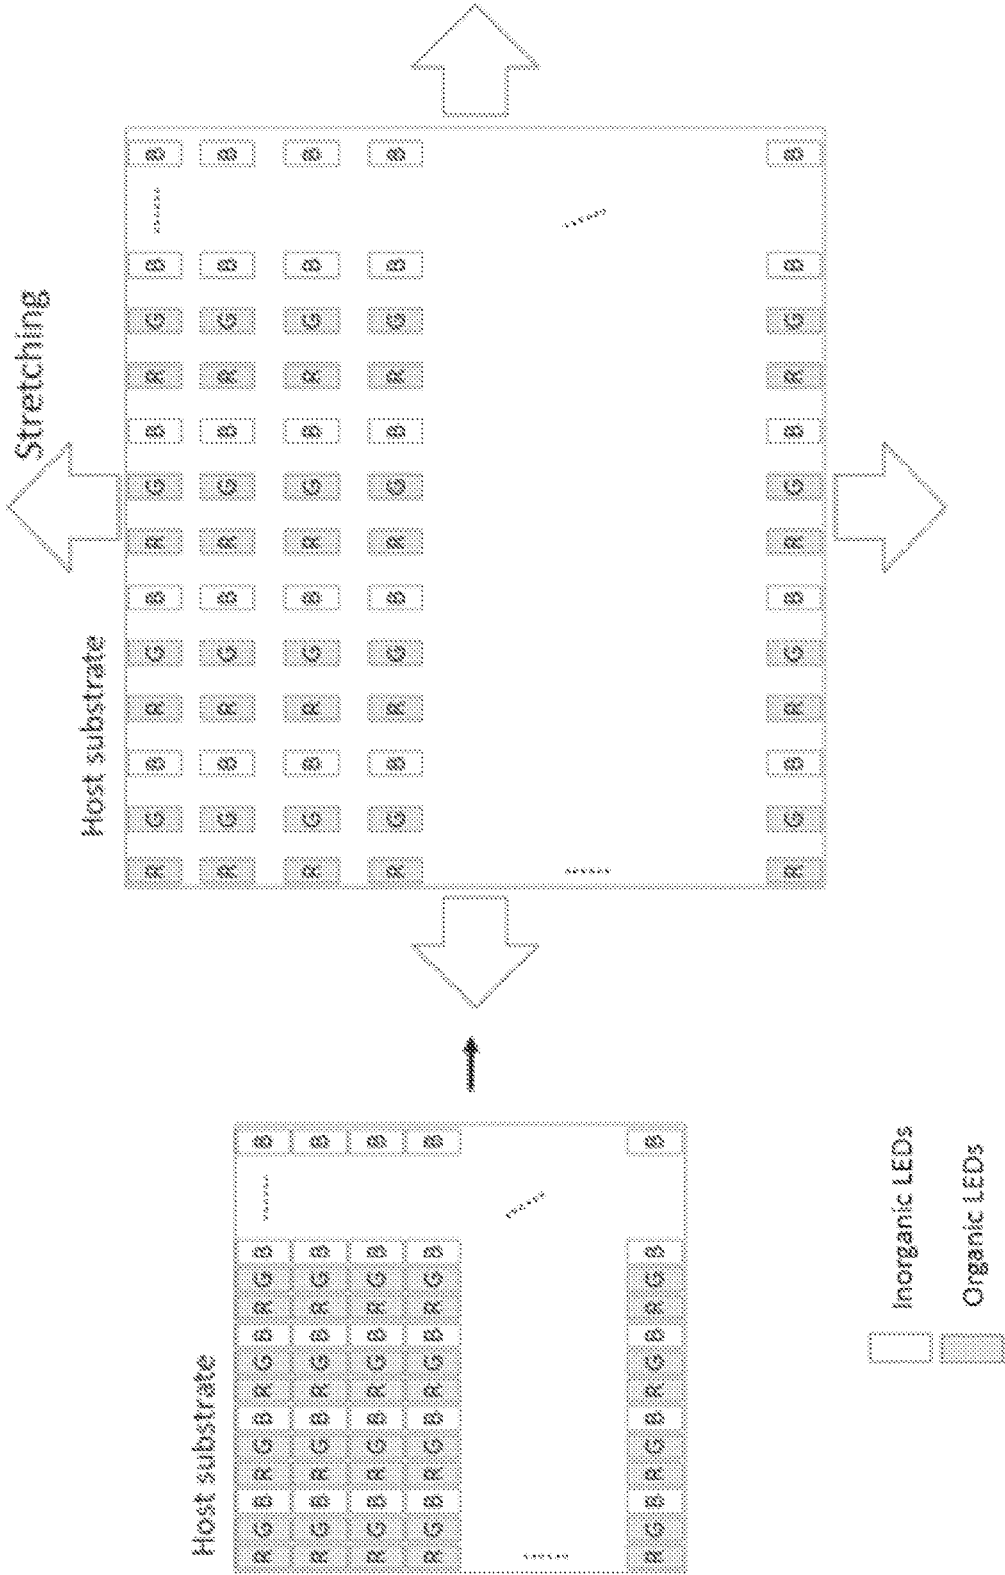 Stretching
Host substrate
R G B R G B R G B R G B ...... B
R G B R G B R G B R G B B
R G B R G B R G B R G B B
R G B R G B R G B R G B B
...... ......
R G B R G B R G B R G B B
Host substrate
R G B R G B R G B R G B ...... B
R G B R G B R G B R G B B
R G B R G B R G B R G B B
R G B R G B R G B R G B B
...... ......
R G B R G B R G B R G B B
Inorganic LEDs
Organic LEDs